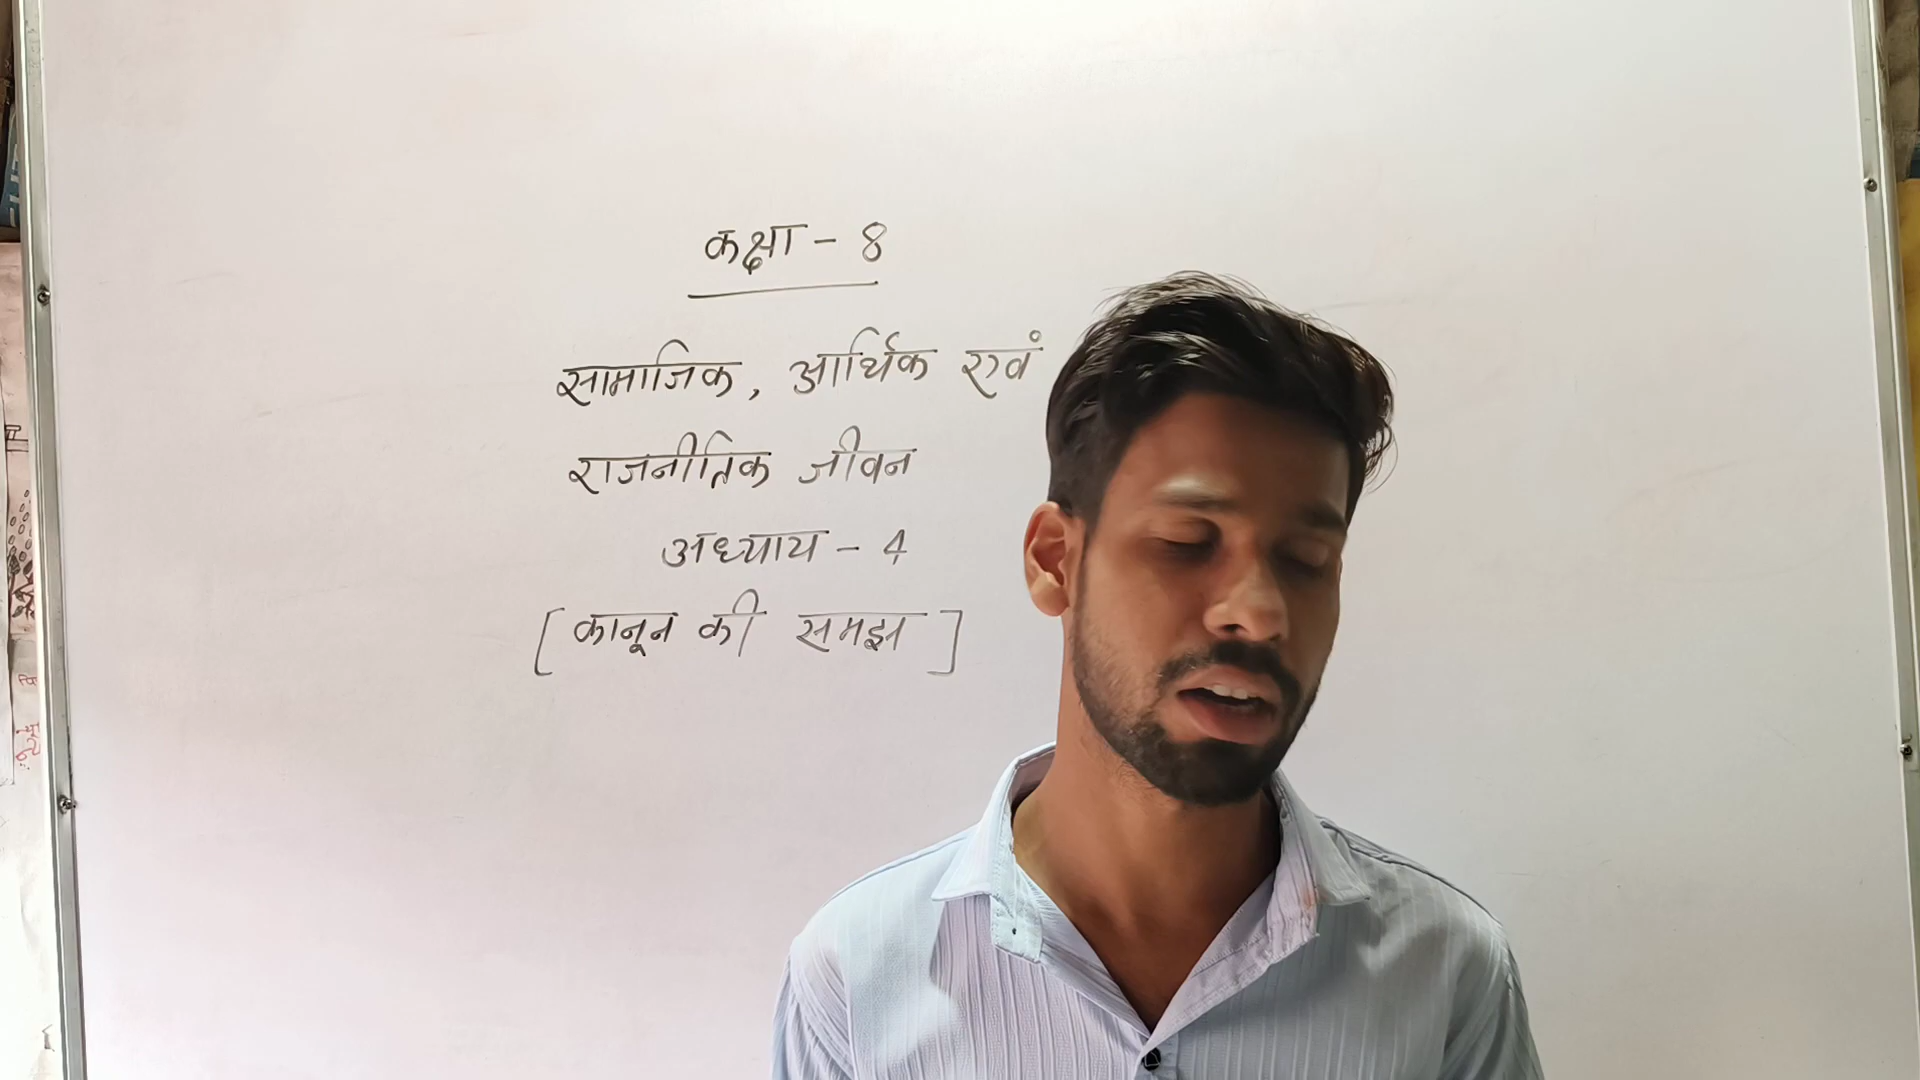 कक्षा - 8
सामाजिक, आर्थिक एवं
राजनीतिक जीवन
अध्याय - 4
[कानून की समझ]